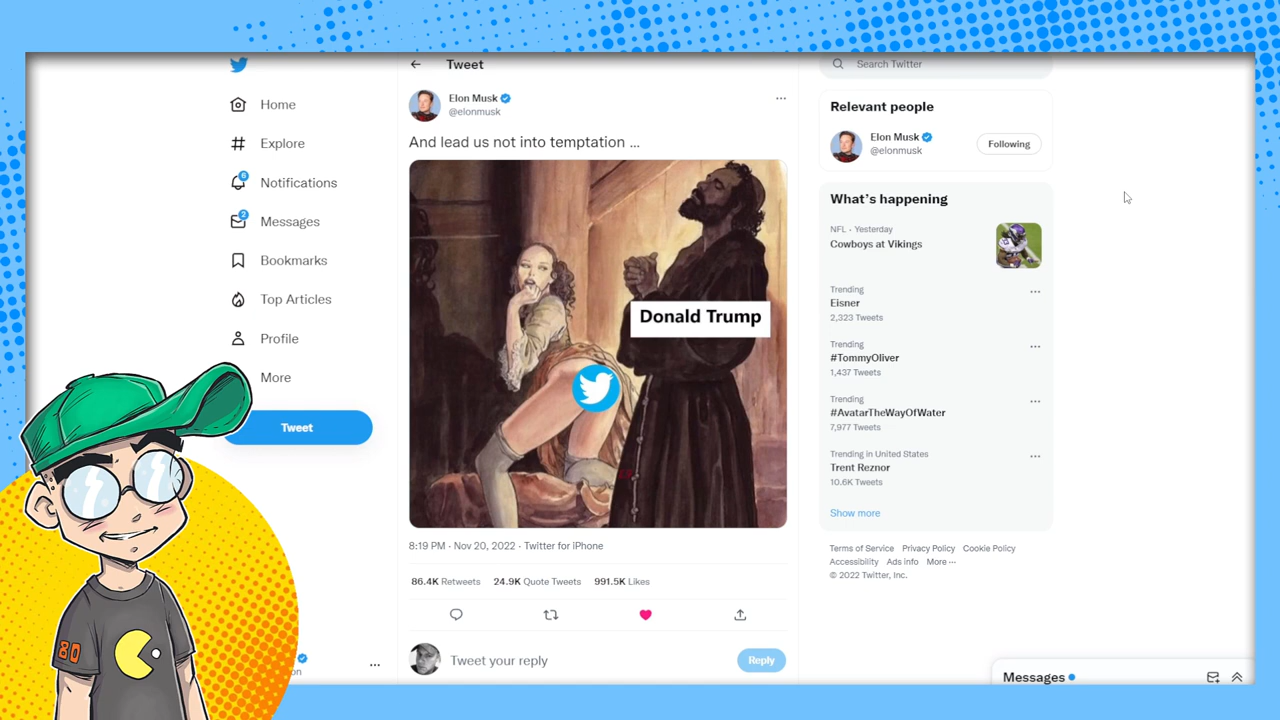 Tweet
Search Twitter
Home
Explore
6
Notifications
2
Messages
Bookmarks
Top Articles
Profile
More
Tweet
Elon Musk
@elonmusk
And lead us not into temptation ...
Donald Trump
8:19 PM · Nov 20, 2022 · Twitter for iPhone
86.4K Retweets 24.9K Quote Tweets 991.5K Likes
Tweet your reply
Reply
Relevant people
Elon Musk
@elonmusk
Following
What's happening
NFL · Yesterday
Cowboys at Vikings
Trending
Eisner
2,323 Tweets
Trending
#TommyOliver
1,437 Tweets
Trending
#AvatarTheWayOfWater
7,977 Tweets
Trending in United States
Trent Reznor
10.6K Tweets
Show more
Terms of Service Privacy Policy Cookie Policy
Accessibility Ads info More ···
© 2022 Twitter, Inc.
Messages
80
on